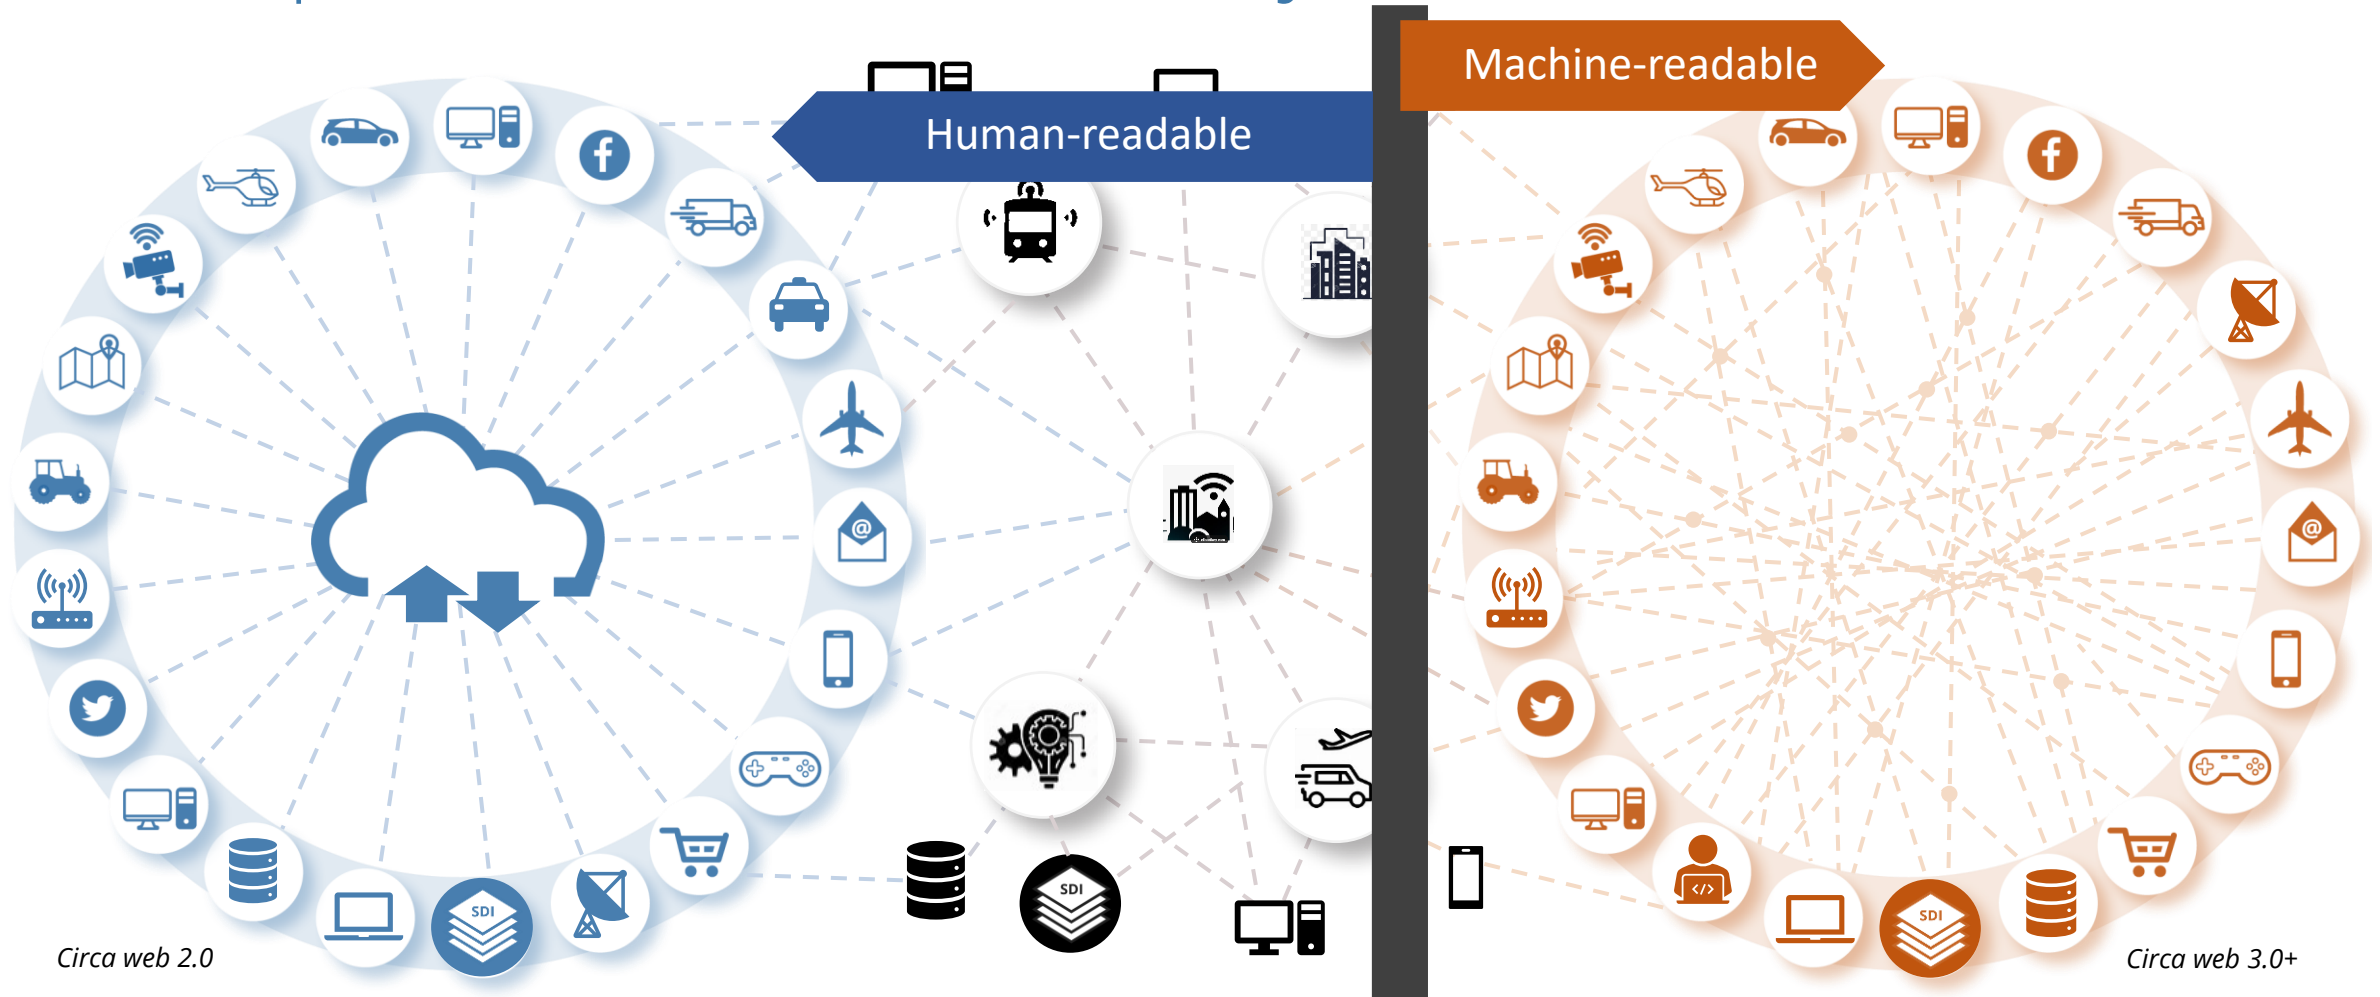 Machine-readable
Human-readable
f
f
@
@
SDI
SDI
SDI
</>
Circa web 2.0
Circa web 3.0+